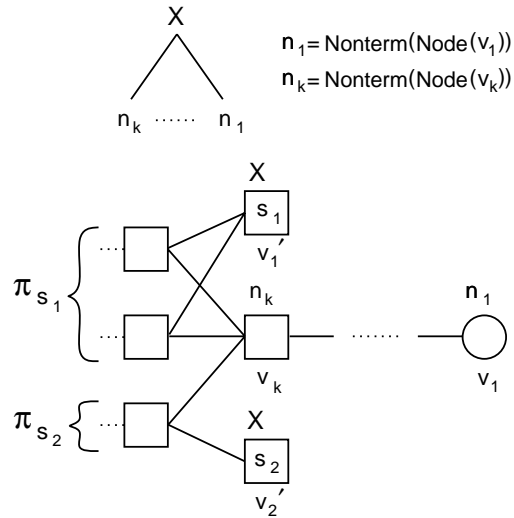 X
n₁ = Nonterm(Node(v₁))
nₖ = Nonterm(Node(vₖ))
nₖ ...... n₁
X
s₁
v₁′
πs₁
nₖ
n₁
.......
vₖ
v₁
πs₂
X
s₂
v₂′